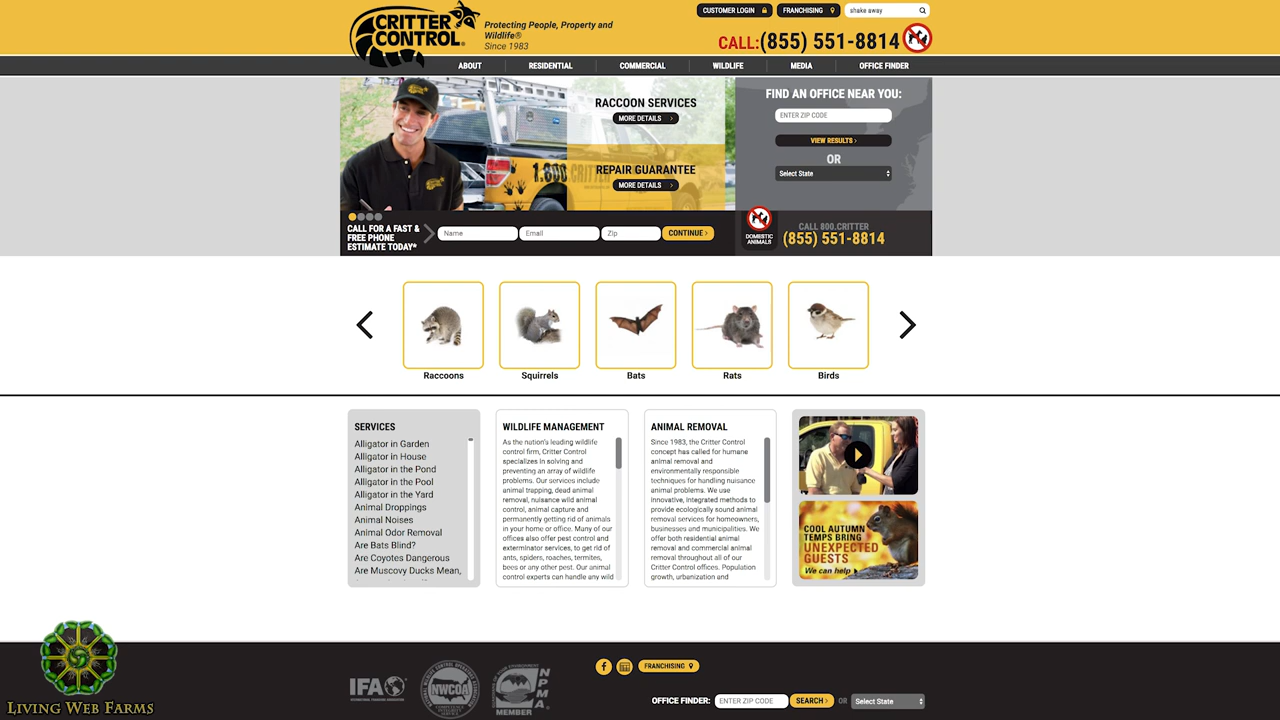 CRITTER CONTROL®
Protecting People, Property and
Wildlife®
Since 1983
CUSTOMER LOGIN
FRANCHISING
shake away
CALL:(855) 551-8814
ABOUT
RESIDENTIAL
COMMERCIAL
WILDLIFE
MEDIA
OFFICE FINDER
RACCOON SERVICES
MORE DETAILS ›
REPAIR GUARANTEE
MORE DETAILS ›
1.800.CRITTER
FIND AN OFFICE NEAR YOU:
ENTER ZIP CODE
VIEW RESULTS ›
OR
Select State
CALL FOR A FAST &
FREE PHONE
ESTIMATE TODAY*
Name
Email
Zip
CONTINUE ›
DOMESTIC
ANIMALS
CALL 800.CRITTER
(855) 551-8814
Raccoons
Squirrels
Bats
Rats
Birds
SERVICES
Alligator in Garden
Alligator in House
Alligator in the Pond
Alligator in the Pool
Alligator in the Yard
Animal Droppings
Animal Noises
Animal Odor Removal
Are Bats Blind?
Are Coyotes Dangerous
Are Muscovy Ducks Mean,
WILDLIFE MANAGEMENT
As the nation's leading wildlife
control firm, Critter Control
specializes in solving and
preventing an array of wildlife
problems. Our services include
animal trapping, dead animal
removal, nuisance wild animal
control, animal capture and
permanently getting rid of animals
in your home or office. Many of our
offices also offer pest control and
exterminator services, to get rid of
ants, spiders, roaches, termites,
bees or any other pest. Our animal
control experts can handle any wild
ANIMAL REMOVAL
Since 1983, the Critter Control
concept has called for humane
animal removal and
environmentally responsible
techniques for handling nuisance
animal problems. We use
Innovative, Integrated methods to
provide ecologically sound animal
removal services for homeowners,
businesses and municipalities. We
offer both residential animal
removal and commercial animal
removal throughout all of our
Critter Control offices. Population
growth, urbanization and
COOL AUTUMN
TEMPS BRING
UNEXPECTED
GUESTS
We can help
LIVING WEB FARMS
IFA
INTERNATIONAL FRANCHISE ASSOCIATION
NWCOA
NPMA
MEMBER
FRANCHISING
OFFICE FINDER:
ENTER ZIP CODE
SEARCH ›
OR
Select State